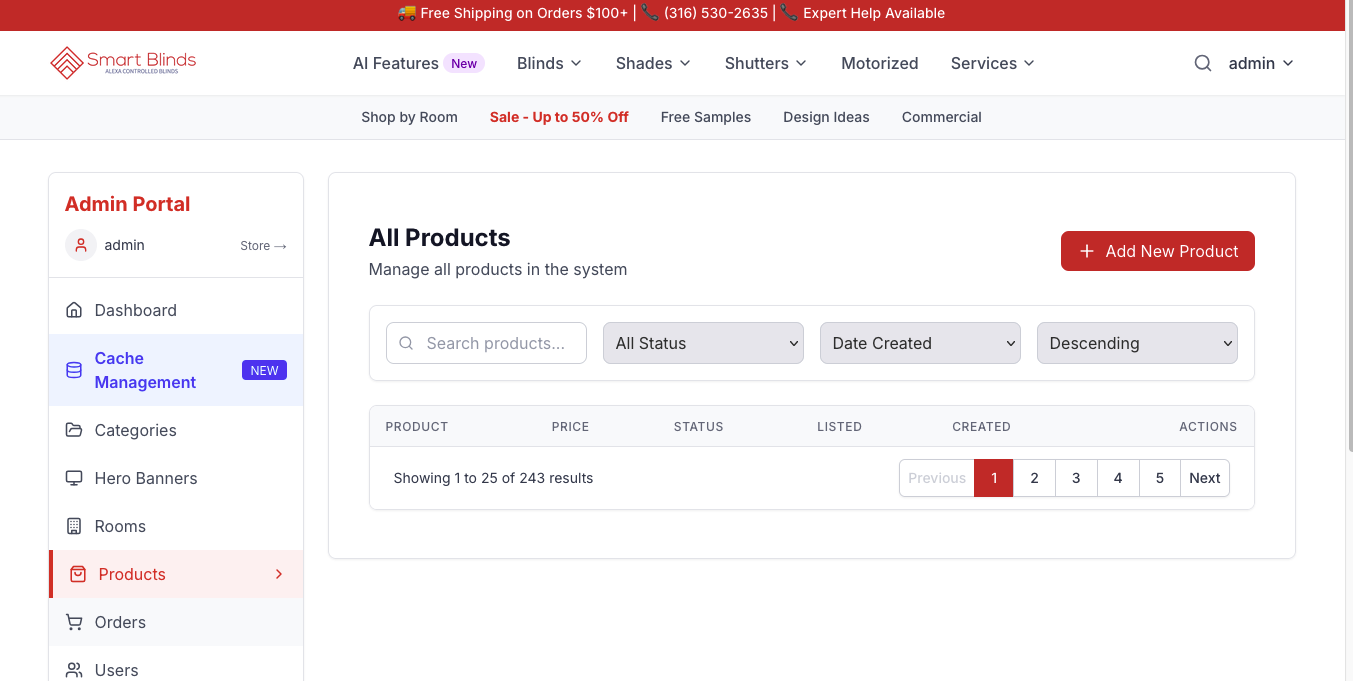 🚚 Free Shipping on Orders $100+ | 📞 (316) 530-2635 | 📞 Expert Help Available
Smart Blinds
ALEXA CONTROLLED BLINDS
AI Features New Blinds Shades Shutters Motorized Services admin
Shop by Room Sale - Up to 50% Off Free Samples Design Ideas Commercial
Admin Portal
admin Store →
Dashboard
Cache
Management NEW
Categories
Hero Banners
Rooms
Products
Orders
Users
All Products
Manage all products in the system
Add New Product
Search products... All Status Date Created Descending
PRODUCT PRICE STATUS LISTED CREATED ACTIONS
Showing 1 to 25 of 243 results Previous 1 2 3 4 5 Next